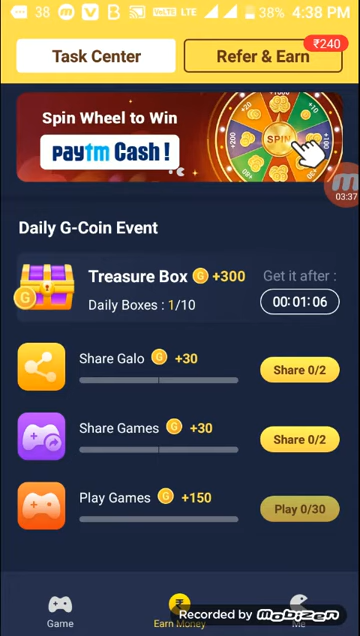 38 VoLTE LTE 38% 4:38 PM
₹240
Task Center Refer & Earn
Spin Wheel to Win
paytm Cash!
SPIN
03:37
Daily G-Coin Event
Treasure Box G +300 Get it after :
Daily Boxes : 1/10 00:01:06
Share Galo G +30 Share 0/2
Share Games G +30 Share 0/2
Play Games G +150 Play 0/30
Game Earn Money Me
Recorded by Mobizen